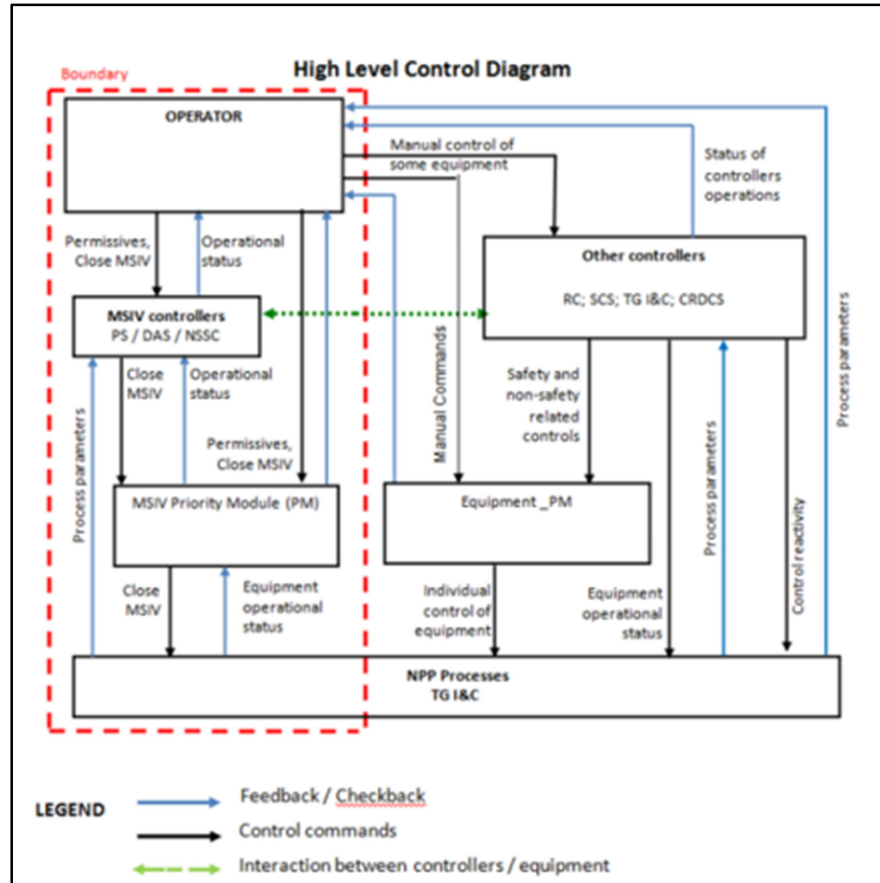 High Level Control Diagram
Boundary
OPERATOR
Manual control of
some equipment
Status of
controllers
operations
Permissives,
Close MSIV
Operational
status
Other controllers
RC; SCS; TG I&C; CRDCS
MSIV controllers
PS / DAS / NSSC
Close
MSIV
Operational
status
Process parameters
Permissives,
Close MSIV
Manual Commands
Safety and
non-safety
related
controls
Process parameters
Process parameters
MSIV Priority Module (PM)
Equipment _PM
Close
MSIV
Equipment
operational
status
Individual
control of
equipment
Equipment
operational
status
Control reactivity
NPP Processes
TG I&C
LEGEND
Feedback / Checkback
Control commands
Interaction between controllers / equipment